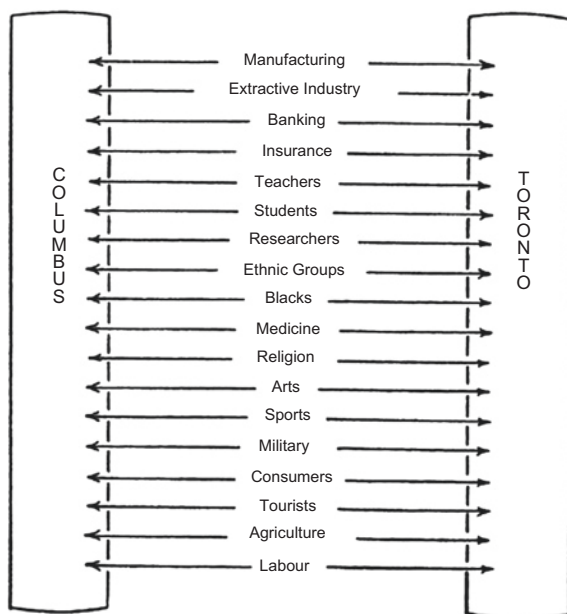 Manufacturing
Extractive Industry
Banking
Insurance
Teachers
Students
Researchers
Ethnic Groups
Blacks
Medicine
Religion
Arts
Sports
Military
Consumers
Tourists
Agriculture
Labour
COLUMBUS
TORONTO